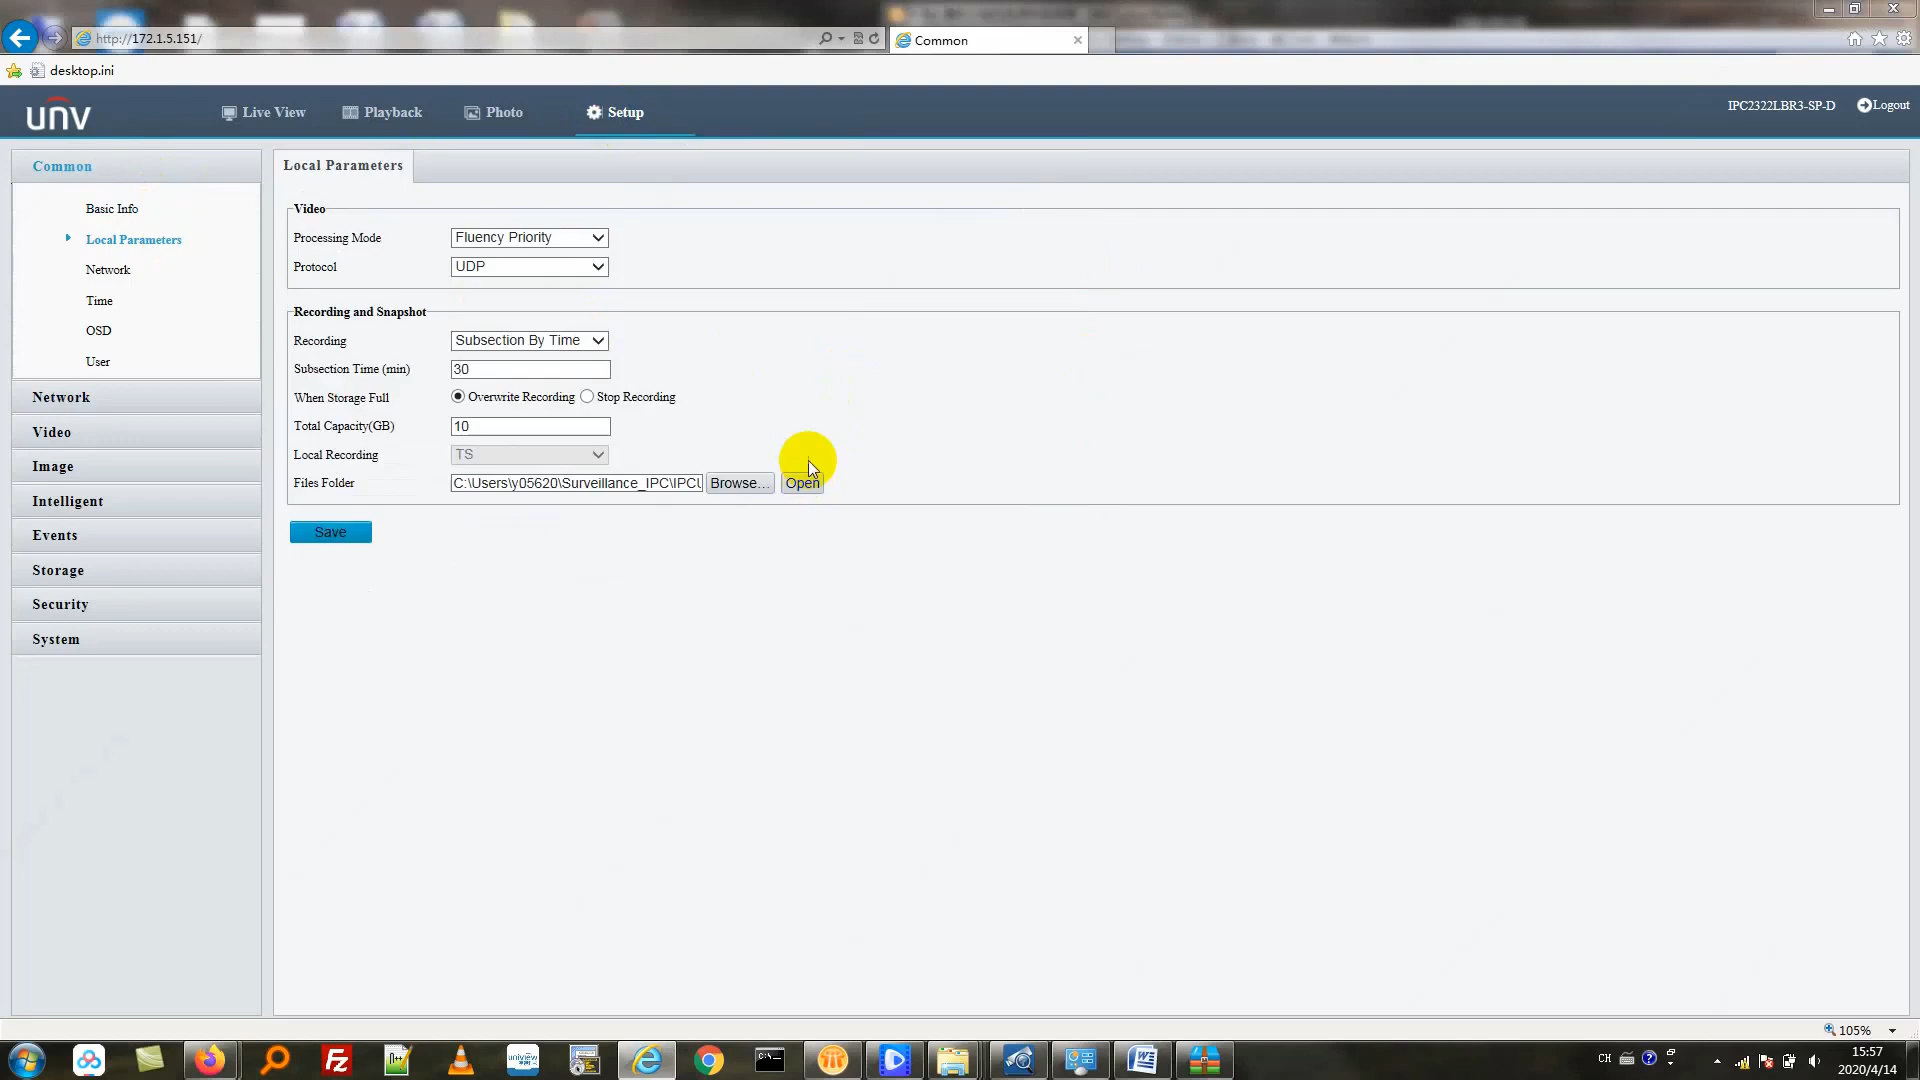 http://172.1.5.151/
Common
desktop.ini
unv
Live View
Playback
Photo
Setup
IPC2322LBR3-SP-D
Logout
Common
Basic Info
Local Parameters
Network
Time
OSD
User
Network
Video
Image
Intelligent
Events
Storage
Security
System
Local Parameters
Video
Processing Mode
Fluency Priority
Protocol
UDP
Recording and Snapshot
Recording
Subsection By Time
Subsection Time (min)
30
When Storage Full
Overwrite Recording
Stop Recording
Total Capacity(GB)
10
Local Recording
TS
Files Folder
C:\Users\y05620\Surveillance_IPC\IPCU
Browse...
Open
Save
105%
uniview
CH
15:57
2020/4/14